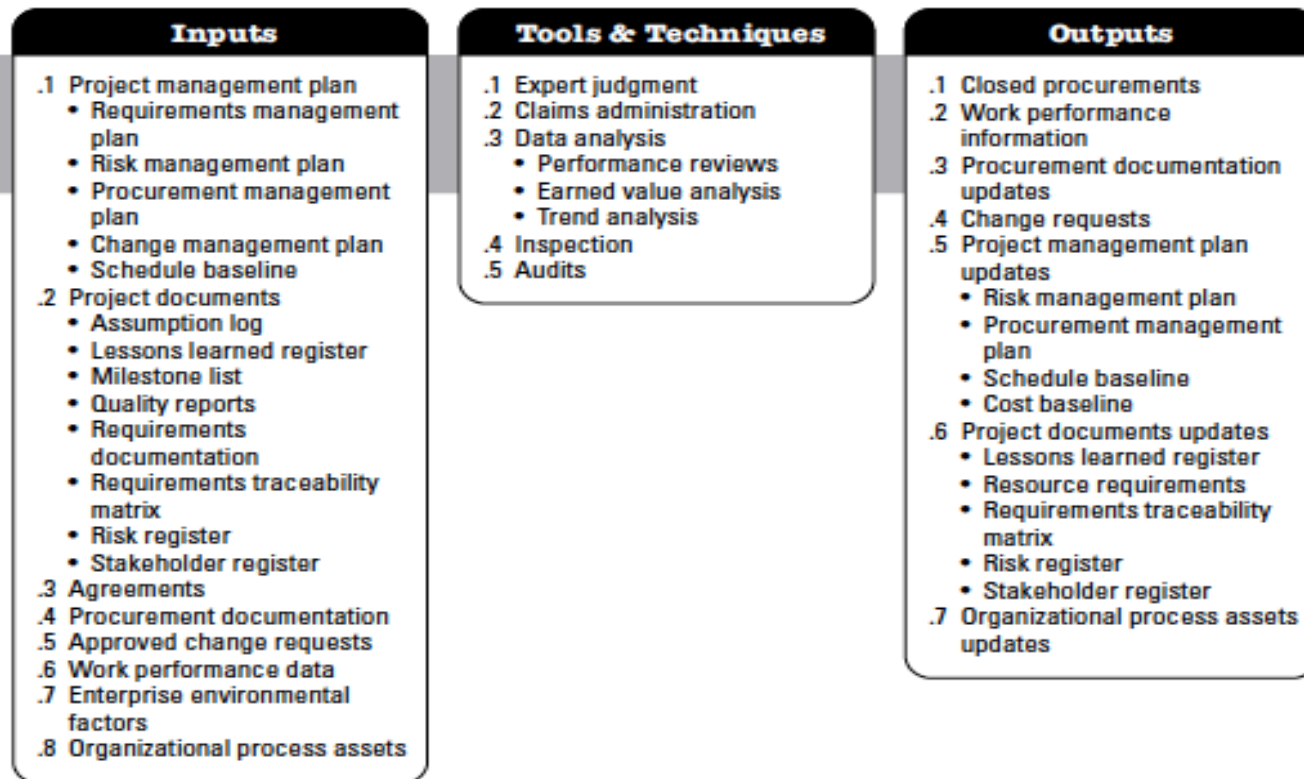 Inputs
.1 Project management plan
• Requirements management
plan
• Risk management plan
• Procurement management
plan
• Change management plan
• Schedule baseline
.2 Project documents
• Assumption log
• Lessons learned register
• Milestone list
• Quality reports
• Requirements
documentation
• Requirements traceability
matrix
• Risk register
• Stakeholder register
.3 Agreements
.4 Procurement documentation
.5 Approved change requests
.6 Work performance data
.7 Enterprise environmental
factors
.8 Organizational process assets
Tools & Techniques
.1 Expert judgment
.2 Claims administration
.3 Data analysis
• Performance reviews
• Earned value analysis
• Trend analysis
.4 Inspection
.5 Audits
Outputs
.1 Closed procurements
.2 Work performance
information
.3 Procurement documentation
updates
.4 Change requests
.5 Project management plan
updates
• Risk management plan
• Procurement management
plan
• Schedule baseline
• Cost baseline
.6 Project documents updates
• Lessons learned register
• Resource requirements
• Requirements traceability
matrix
• Risk register
• Stakeholder register
.7 Organizational process assets
updates